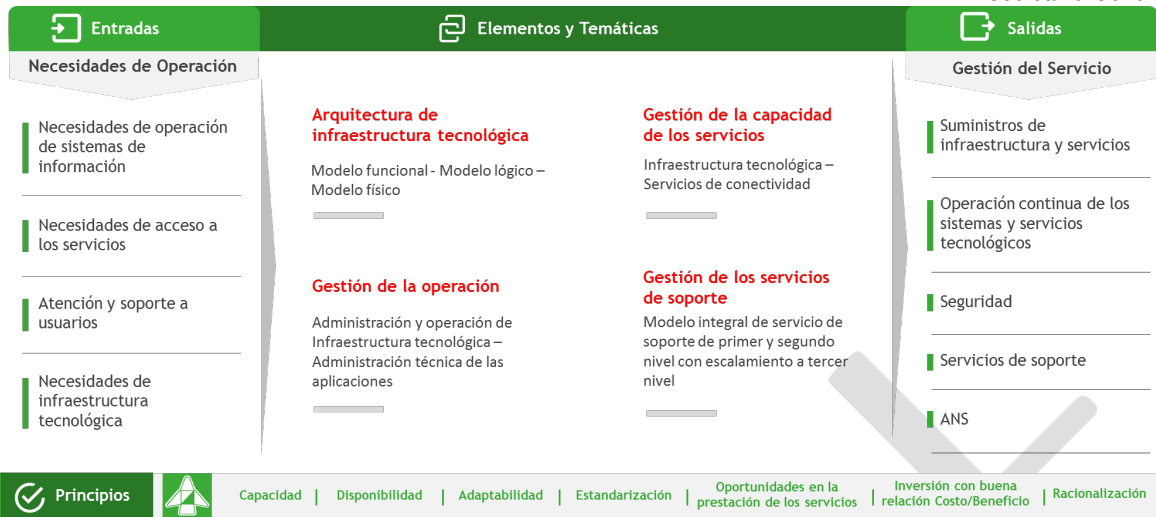 Entradas
Elementos y Temáticas
Salidas
Necesidades de Operación
Necesidades de operación
de sistemas de
información
Necesidades de acceso a
los servicios
Atención y soporte a
usuarios
Necesidades de
infraestructura
tecnológica
Arquitectura de
infraestructura tecnológica
Modelo funcional - Modelo lógico –
Modelo físico
Gestión de la operación
Administración y operación de
Infraestructura tecnológica –
Administración técnica de las
aplicaciones
Gestión de la capacidad
de los servicios
Infraestructura tecnológica –
Servicios de conectividad
Gestión de los servicios
de soporte
Modelo integral de servicio de
soporte de primer y segundo
nivel con escalamiento a tercer
nivel
Gestión del Servicio
Suministros de
infraestructura y servicios
Operación continua de los
sistemas y servicios
tecnológicos
Seguridad
Servicios de soporte
ANS
Principios
Capacidad
Disponibilidad
Adaptabilidad
Estandarización
Oportunidades en la
prestación de los servicios
Inversión con buena
relación Costo/Beneficio
Racionalización